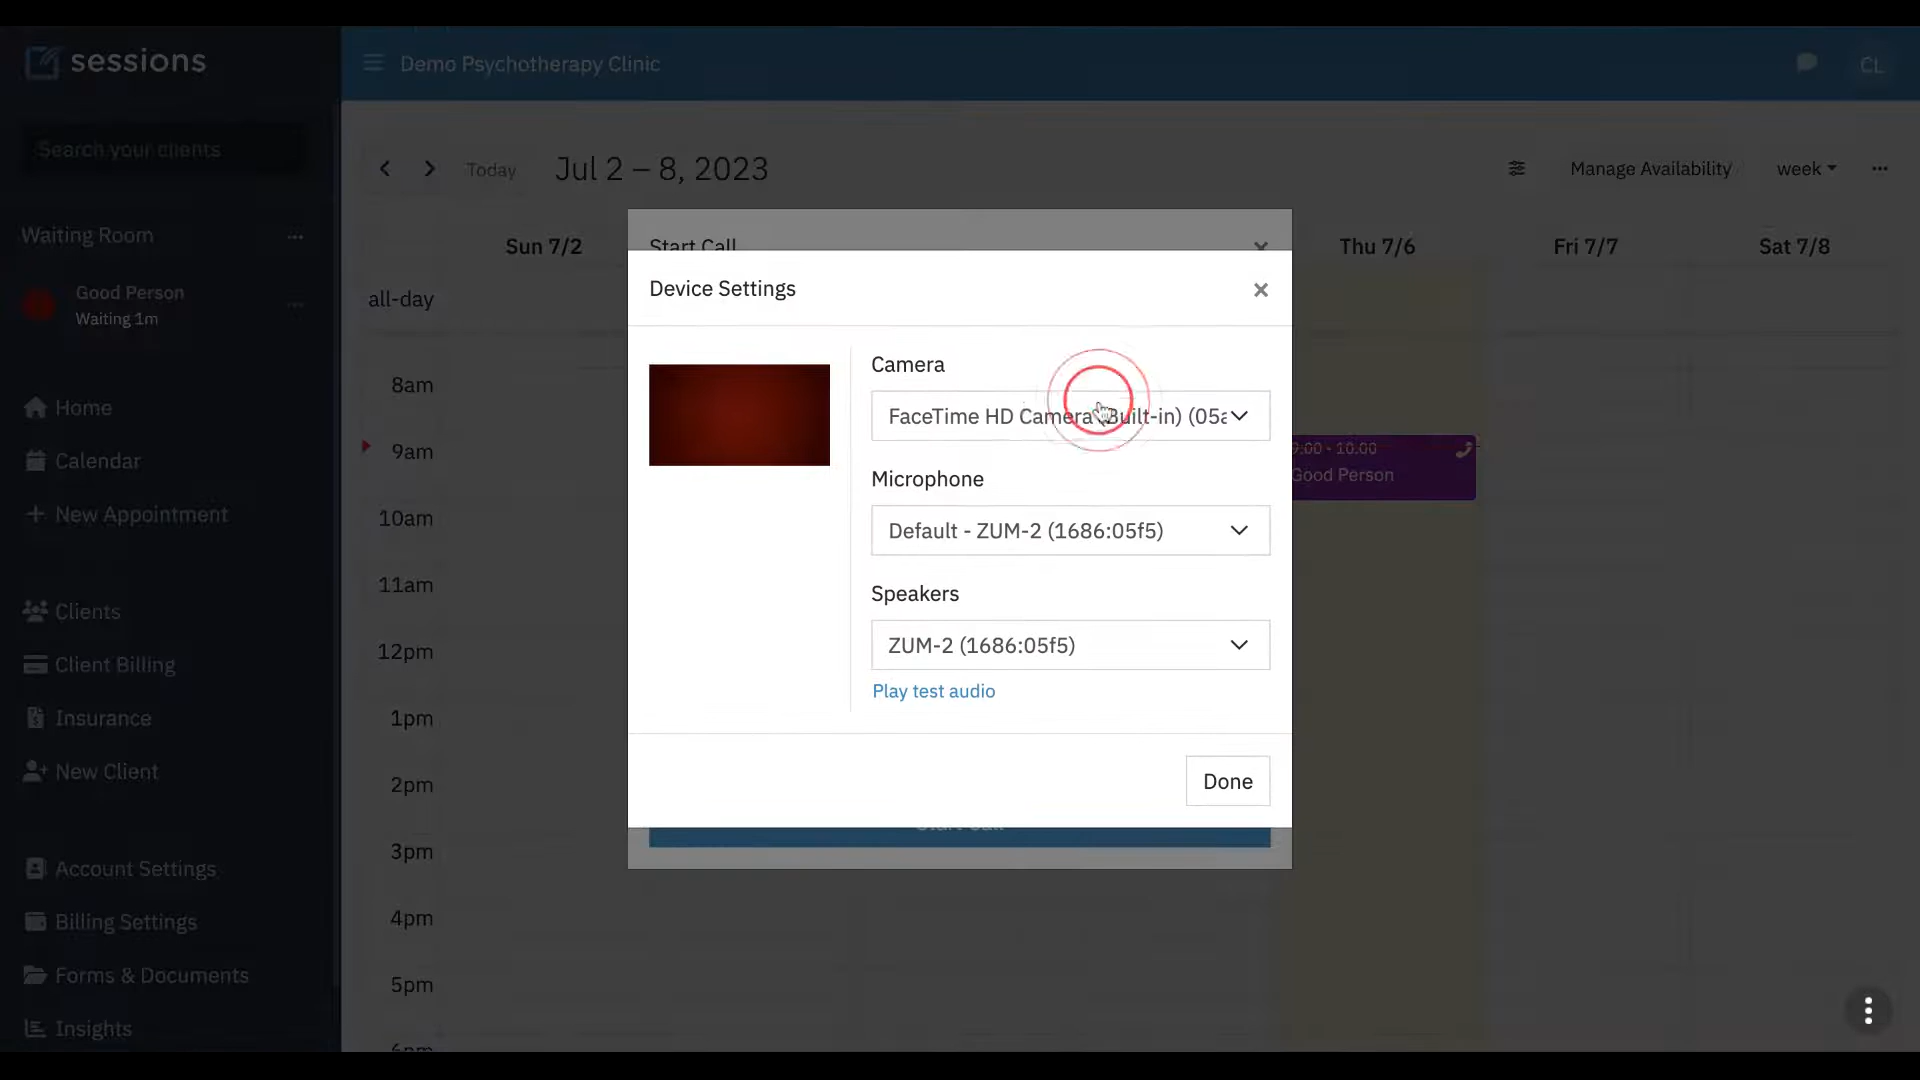 sessions
Demo Psychotherapy Clinic
CL
Search your clients
Today
Jul 2 – 8, 2023
Manage Availability
week
Waiting Room
Good Person
Waiting 1m
Home
Calendar
New Appointment
Clients
Client Billing
Insurance
New Client
Account Settings
Billing Settings
Forms & Documents
Insights
Sun 7/2
Thu 7/6
Fri 7/7
Sat 7/8
all-day
8am
9am
10am
11am
12pm
1pm
2pm
3pm
4pm
5pm
6pm
9:00 - 10:00
Good Person
Start Call
Device Settings
Camera
FaceTime HD Camera (Built-in) (05a
Microphone
Default - ZUM-2 (1686:05f5)
Speakers
ZUM-2 (1686:05f5)
Play test audio
Done
Start Call